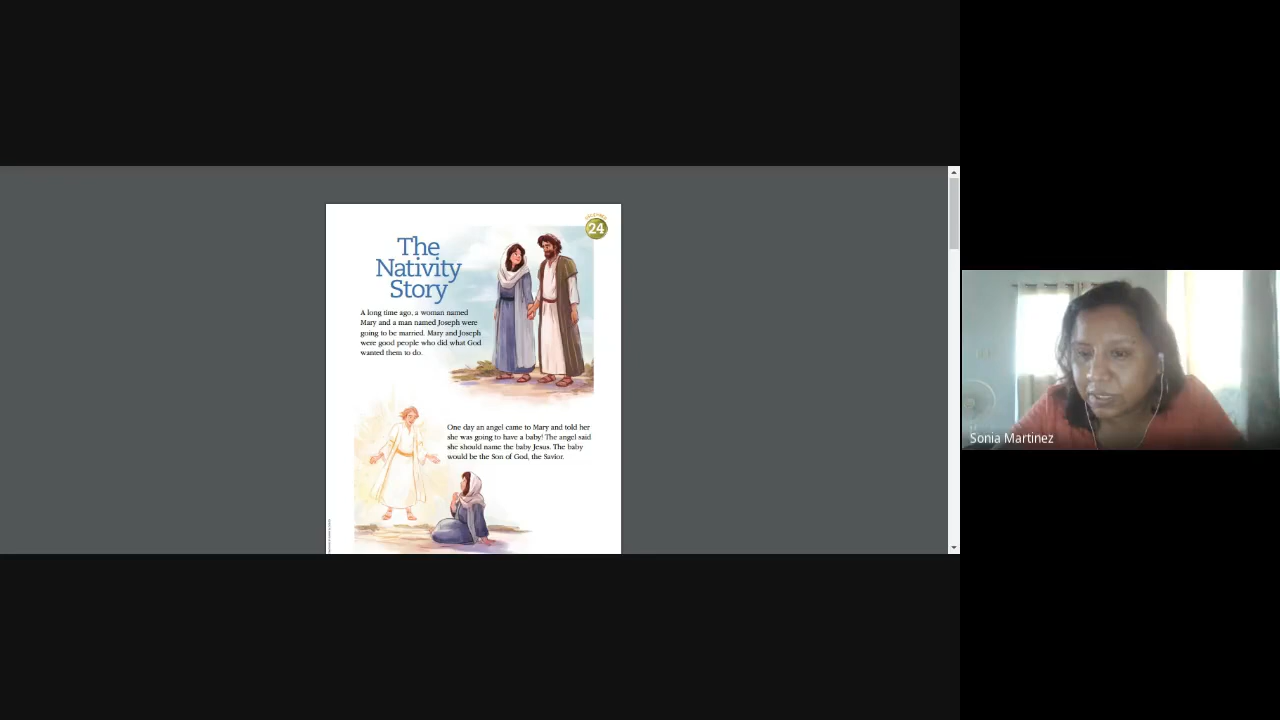 24
The
Nativity
Story
A long time ago, a woman named
Mary and a man named Joseph were
going to be married. Mary and Joseph
were good people who did what God
wanted them to do.
One day an angel came to Mary and told her
she was going to have a baby! The angel said
she should name the baby Jesus. The baby
would be the Son of God, the Savior.
Sonia Martinez